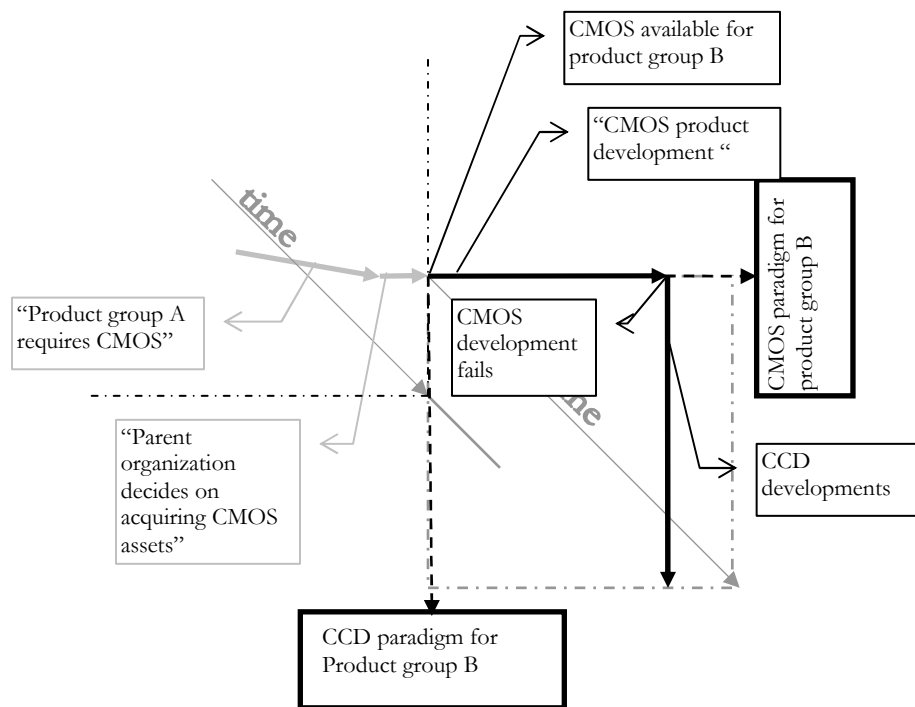 CMOS available for
product group B
“CMOS product
development “
time
CMOS paradigm for
product group B
“Product group A
requires CMOS”
CMOS
development
fails
“Parent
organization
decides on
acquiring CMOS
assets”
CCD
developments
CCD paradigm for
Product group B